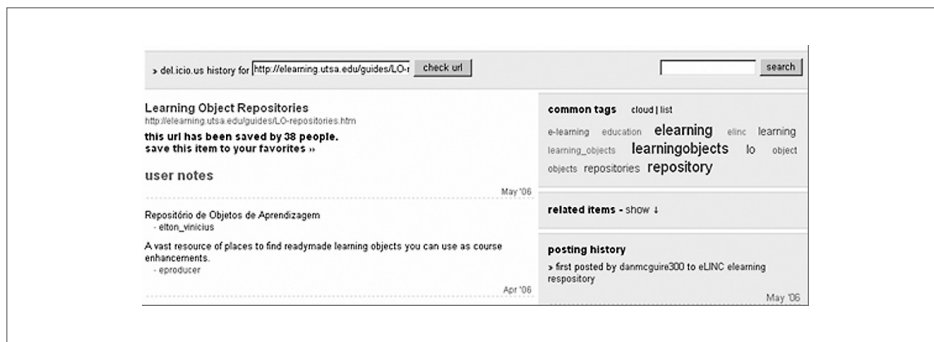 » del.icio.us history for http://elearning.utsa.edu/guides/LO-r check url search
Learning Object Repositories
http://elearning.utsa.edu/guides/LO-repositories.htm
this url has been saved by 38 people.
save this item to your favorites »
user notes
May '06
Repositório de Objetos de Aprendizagem
- elton_vinicius
A vast resource of places to find readymade learning objects you can use as course
enhancements.
- eproducer
Apr '06
common tags cloud | list
e-learning education elearning elinc learning
learning_objects learningobjects lo object
objects repositories repository
related items - show ↓
posting history
» first posted by danmcguire300 to eLINC elearning
respository
May '06